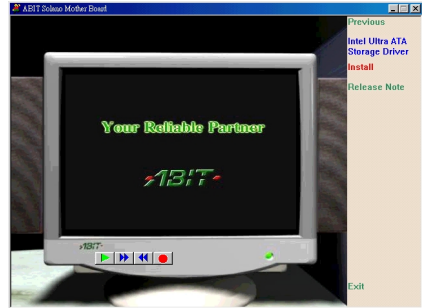 ABIT Solano Mother Board
Previous
Intel Ultra ATA
Storage Driver
Install
Release Note
Your Reliable Partner
ABIT
ABIT
Exit